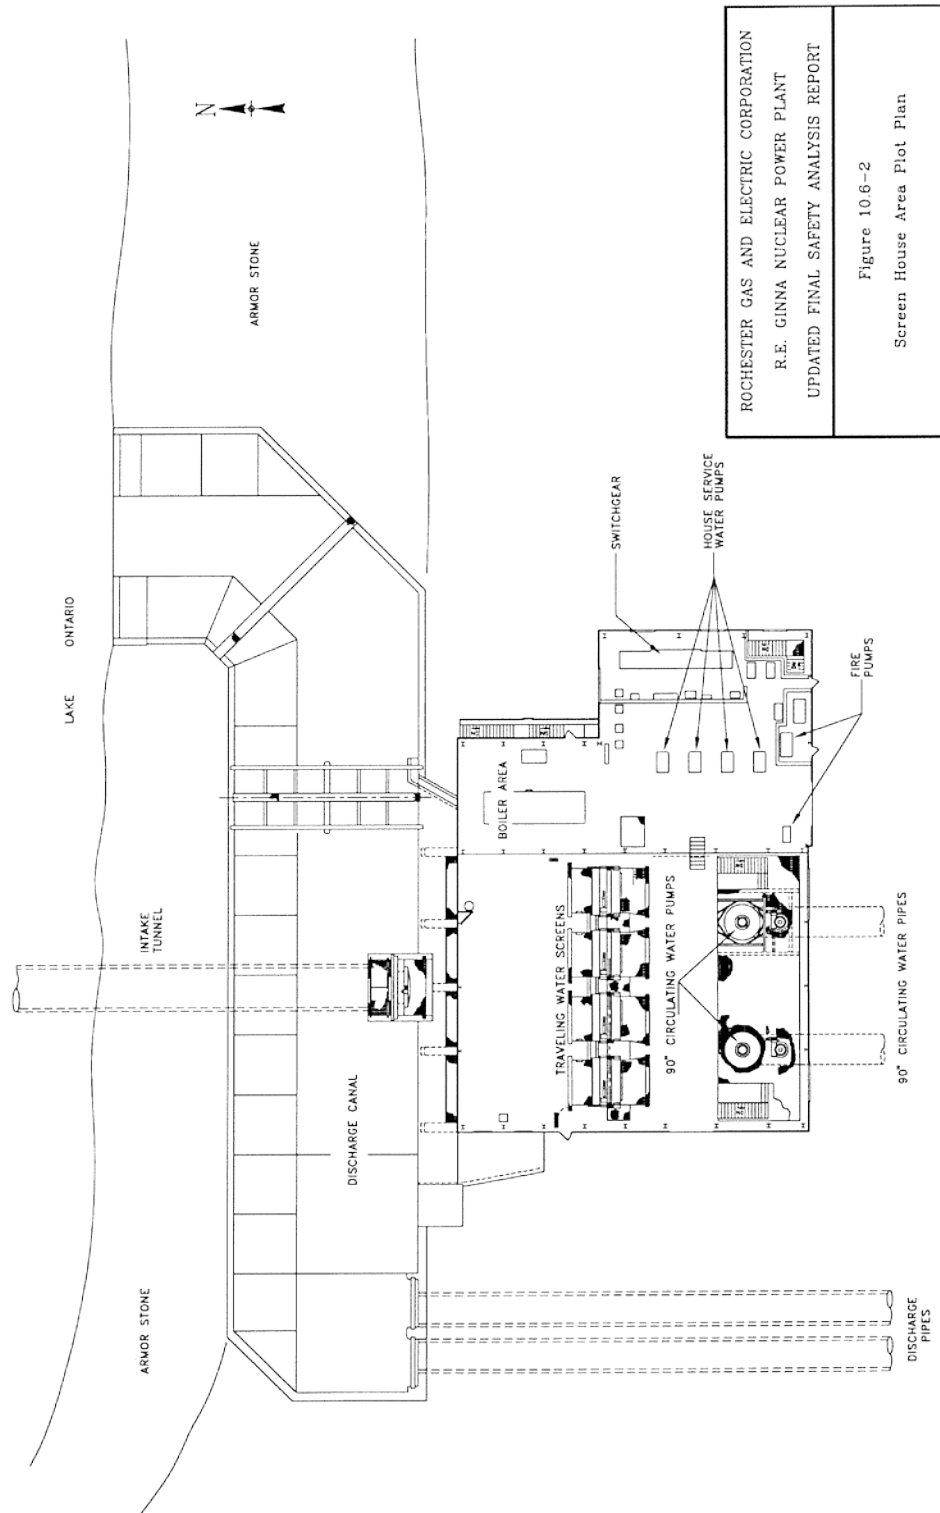 N
LAKE ONTARIO
ARMOR STONE
ARMOR STONE
INTAKE
TUNNEL
DISCHARGE CANAL
BOILER AREA
TRAVELING WATER SCREENS
90" CIRCULATING WATER PUMPS
SWITCHGEAR
HOUSE SERVICE
WATER PUMPS
FIRE
PUMPS
90" CIRCULATING WATER PIPES
DISCHARGE
PIPES
ROCHESTER GAS AND ELECTRIC CORPORATION
R.E. GINNA NUCLEAR POWER PLANT
UPDATED FINAL SAFETY ANALYSIS REPORT
Figure 10.6-2
Screen House Area Plot Plan